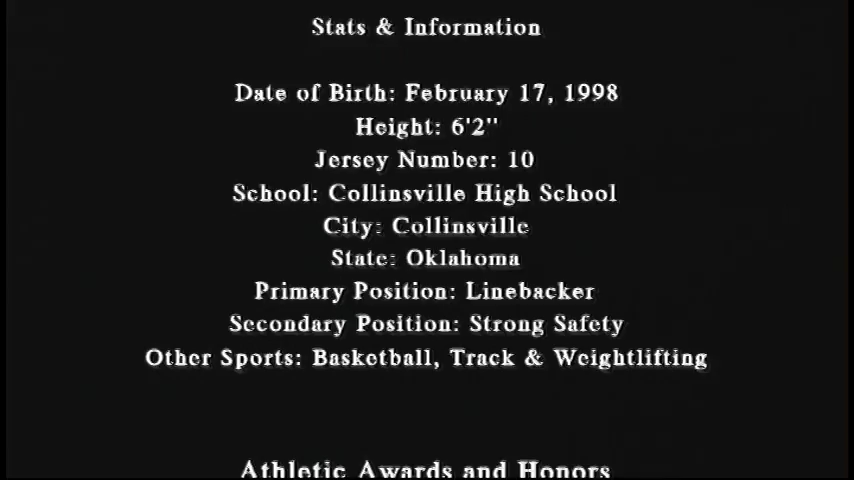 Stats & Information
Date of Birth: February 17, 1998
Height: 6'2"
Jersey Number: 10
School: Collinsville High School
City: Collinsville
State: Oklahoma
Primary Position: Linebacker
Secondary Position: Strong Safety
Other Sports: Basketball, Track & Weightlifting
Athletic Awards and Honors